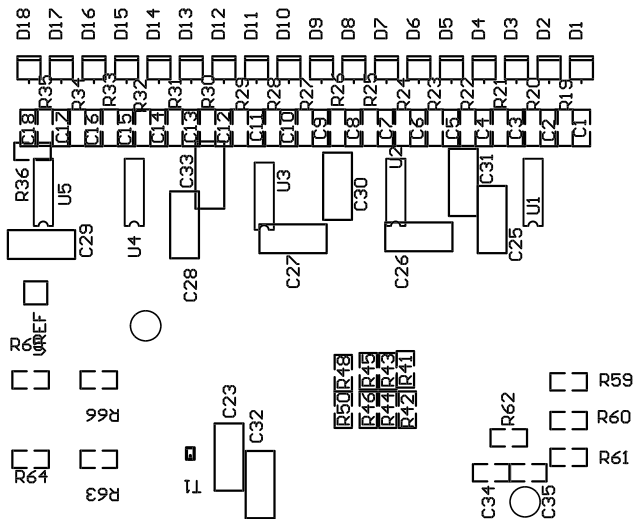 D18 D17 D16 D15 D14 D13 D12 D11 D10 D9 D8 D7 D6 D5 D4 D3 D2 D1
R35 R34 R33 R32 R31 R30 R29 R28 R27 R26 R25 R24 R23 R22 R21 R20 R19
C18 C17 C16 C15 C14 C13 C12 C11 C10 C9 C8 C7 C6 C5 C4 C3 C2 C1
R36 U5 C33 U3 C30 U2 C31 U1
C29 U4 C28 C27 C26 C25
VREF
R48 R45 R43 R41
R59
R66 C23 R50 R46 R44 R42 R62 R60
C32 R61
R64 R63 T1 C34 C35